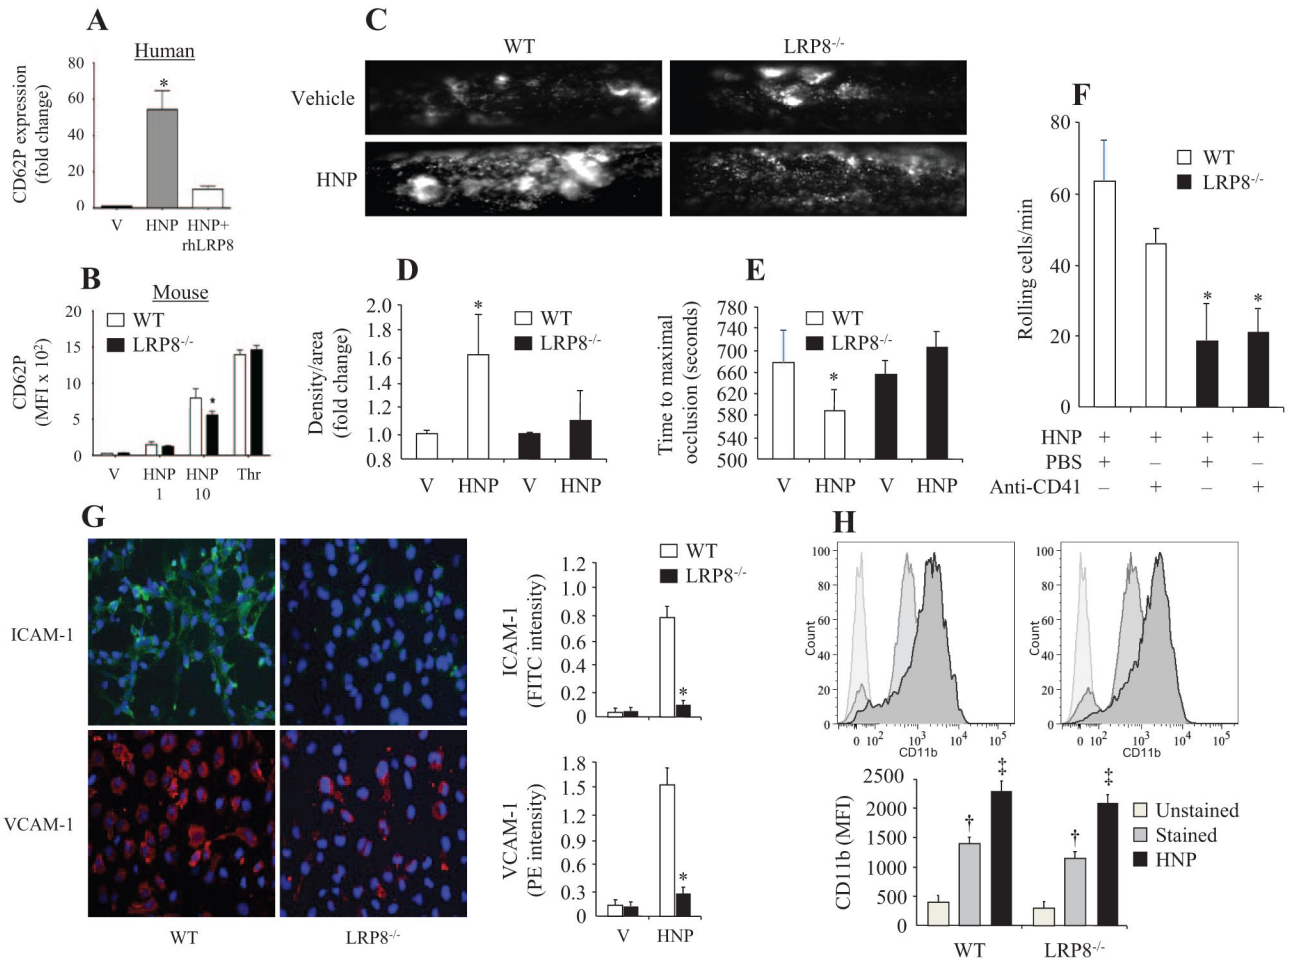 A
Human
CD62P expression
(fold change)
80
60
40
20
0
*
V
HNP
HNP+
rhLRP8
B
Mouse
WT
LRP8-/-
CD62P
(MFI x 10²)
20
15
10
5
0
*
V
HNP
1
HNP
10
Thr
C
WT
LRP8-/-
Vehicle
HNP
D
Density/area
(fold change)
2.0
1.8
1.6
1.4
1.2
1.0
0.8
*
WT
LRP8-/-
V
HNP
V
HNP
E
Time to maximal
occlusion (seconds)
780
740
700
660
620
580
540
500
*
WT
LRP8-/-
V
HNP
V
HNP
F
Rolling cells/min
80
60
40
20
0
WT
LRP8-/-
* *
HNP + + + +
PBS + – + –
Anti-CD41 – + – +
G
ICAM-1
VCAM-1
WT
LRP8-/-
WT
LRP8-/-
ICAM-1
(FITC intensity)
1.2
1.0
0.8
0.6
0.4
0.2
0
*
VCAM-1
(PE intensity)
1.8
1.5
1.2
0.9
0.6
0.3
0
*
V
HNP
H
Count
100
80
60
40
20
0
0 10² 10³ 10⁴ 10⁵
CD11b
Count
100
80
60
40
20
0
0 10² 10³ 10⁴ 10⁵
CD11b
CD11b (MFI)
2500
2000
1500
1000
500
0
† ‡
† ‡
Unstained
Stained
HNP
WT
LRP8-/-